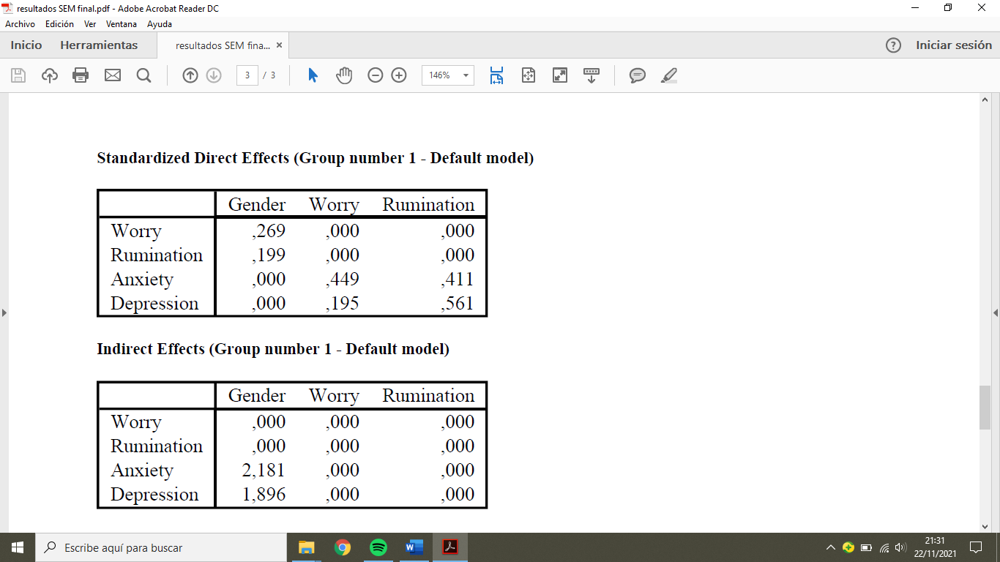 resultados SEM final.pdf - Adobe Acrobat Reader DC
Archivo Edición Ver Ventana Ayuda
Inicio Herramientas resultados SEM fina... × Iniciar sesión
3 / 3 146%
Standardized Direct Effects (Group number 1 - Default model)
Gender Worry Rumination
Worry ,269 ,000 ,000
Rumination ,199 ,000 ,000
Anxiety ,000 ,449 ,411
Depression ,000 ,195 ,561
Indirect Effects (Group number 1 - Default model)
Gender Worry Rumination
Worry ,000 ,000 ,000
Rumination ,000 ,000 ,000
Anxiety 2,181 ,000 ,000
Depression 1,896 ,000 ,000
Escribe aquí para buscar
21:31
22/11/2021